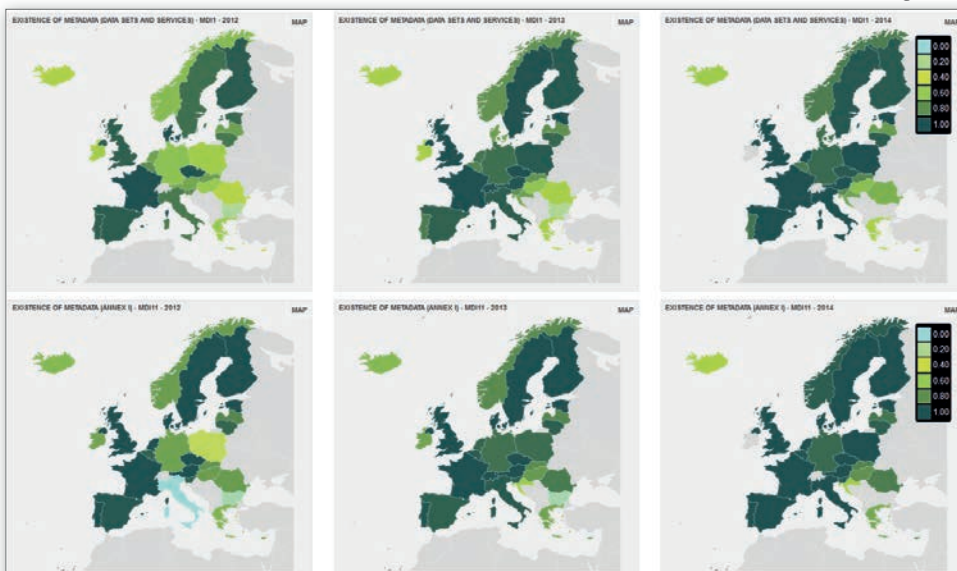 EXISTENCE OF METADATA (DATA SETS AND SERVICES) - MDI1 - 2012 MAP
EXISTENCE OF METADATA (DATA SETS AND SERVICES) - MDI1 - 2013 MAP
EXISTENCE OF METADATA (DATA SETS AND SERVICES) - MDI1 - 2014 MAP
0.00
0.20
0.40
0.60
0.80
1.00
EXISTENCE OF METADATA (ANNEX I) - MDI11 - 2012 MAP
EXISTENCE OF METADATA (ANNEX I) - MDI11 - 2013 MAP
EXISTENCE OF METADATA (ANNEX I) - MDI11 - 2014 MAP
0.00
0.20
0.40
0.60
0.80
1.00